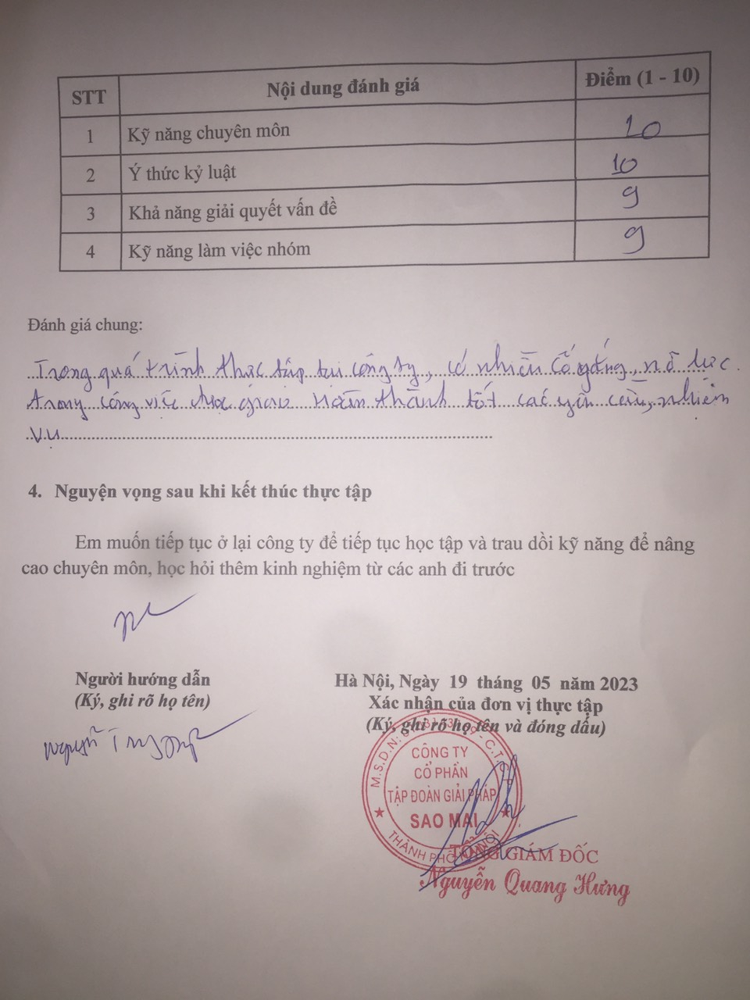 STT Nội dung đánh giá Điểm (1 - 10)
1 Kỹ năng chuyên môn 10
2 Ý thức kỷ luật 10
3 Khả năng giải quyết vấn đề 9
4 Kỹ năng làm việc nhóm 9
Đánh giá chung:
Trong quá trình thực tập tại công ty, có nhiều cố gắng, nỗ lực
trong công việc được giao hoàn thành tốt các yêu cầu, nhiệm
vụ
4. Nguyện vọng sau khi kết thúc thực tập
Em muốn tiếp tục ở lại công ty để tiếp tục học tập và trau dồi kỹ năng để nâng
cao chuyên môn, học hỏi thêm kinh nghiệm từ các anh đi trước
Người hướng dẫn
(Ký, ghi rõ họ tên)
Nguyễn
Hà Nội, Ngày 19 tháng 05 năm 2023
Xác nhận của đơn vị thực tập
(Ký, ghi rõ họ tên và đóng dấu)
M.S.D.N: - C.T.C.P
CÔNG TY
CỔ PHẦN
TẬP ĐOÀN GIẢI PHÁP
SAO MAI
THÀNH PHỐ HÀ NỘI
TỔNG GIÁM ĐỐC
Nguyễn Quang Hưng